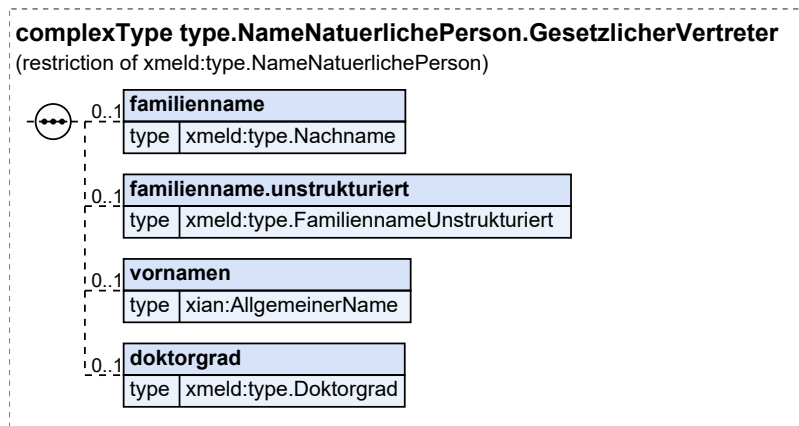 complexType type.NameNatuerlichePerson.GesetzlicherVertreter
(restriction of xmeld:type.NameNatuerlichePerson)
0..1 familienname
type xmeld:type.Nachname
0..1 familienname.unstrukturiert
type xmeld:type.FamiliennameUnstrukturiert
0..1 vornamen
type xian:AllgemeinerName
0..1 doktorgrad
type xmeld:type.Doktorgrad